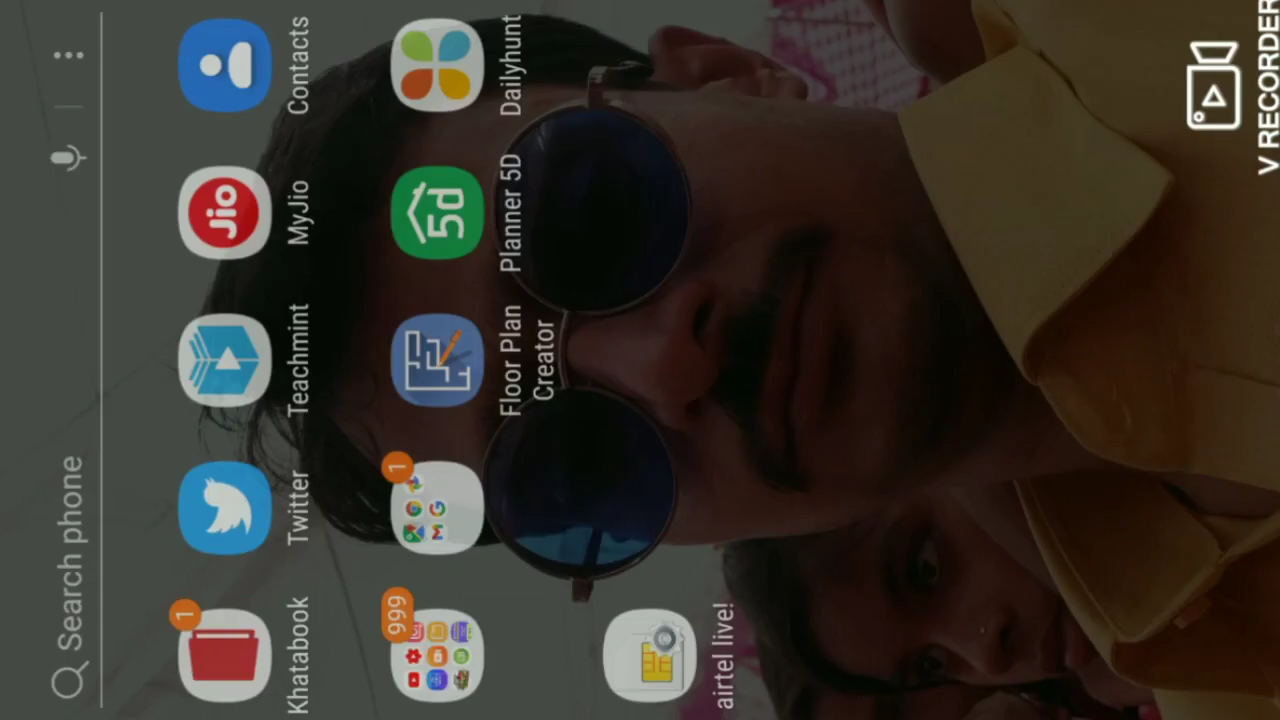 Search phone
1
Khatabook
Twitter
Teachmint
Jio
MyJio
Contacts
999
1
Floor Plan
Creator
5d
Planner 5D
Dailyhunt
airtel live!
V RECORDER